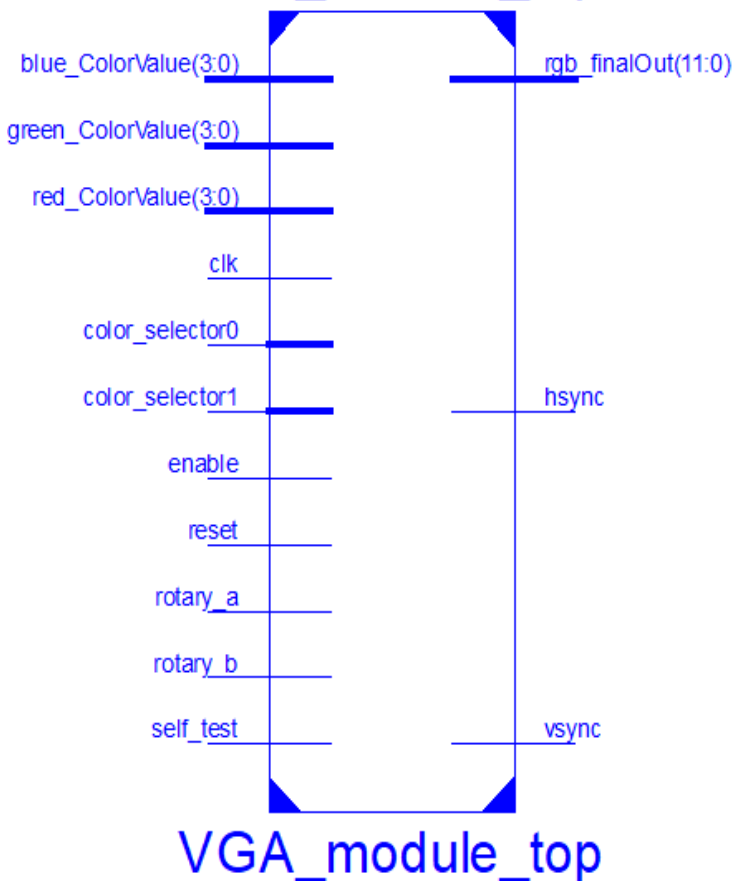 blue_ColorValue(3:0)
rgb_finalOut(11:0)
green_ColorValue(3:0)
red_ColorValue(3:0)
clk
color_selector0
color_selector1
hsync
enable
reset
rotary_a
rotary_b
self_test
vsync
VGA_module_top